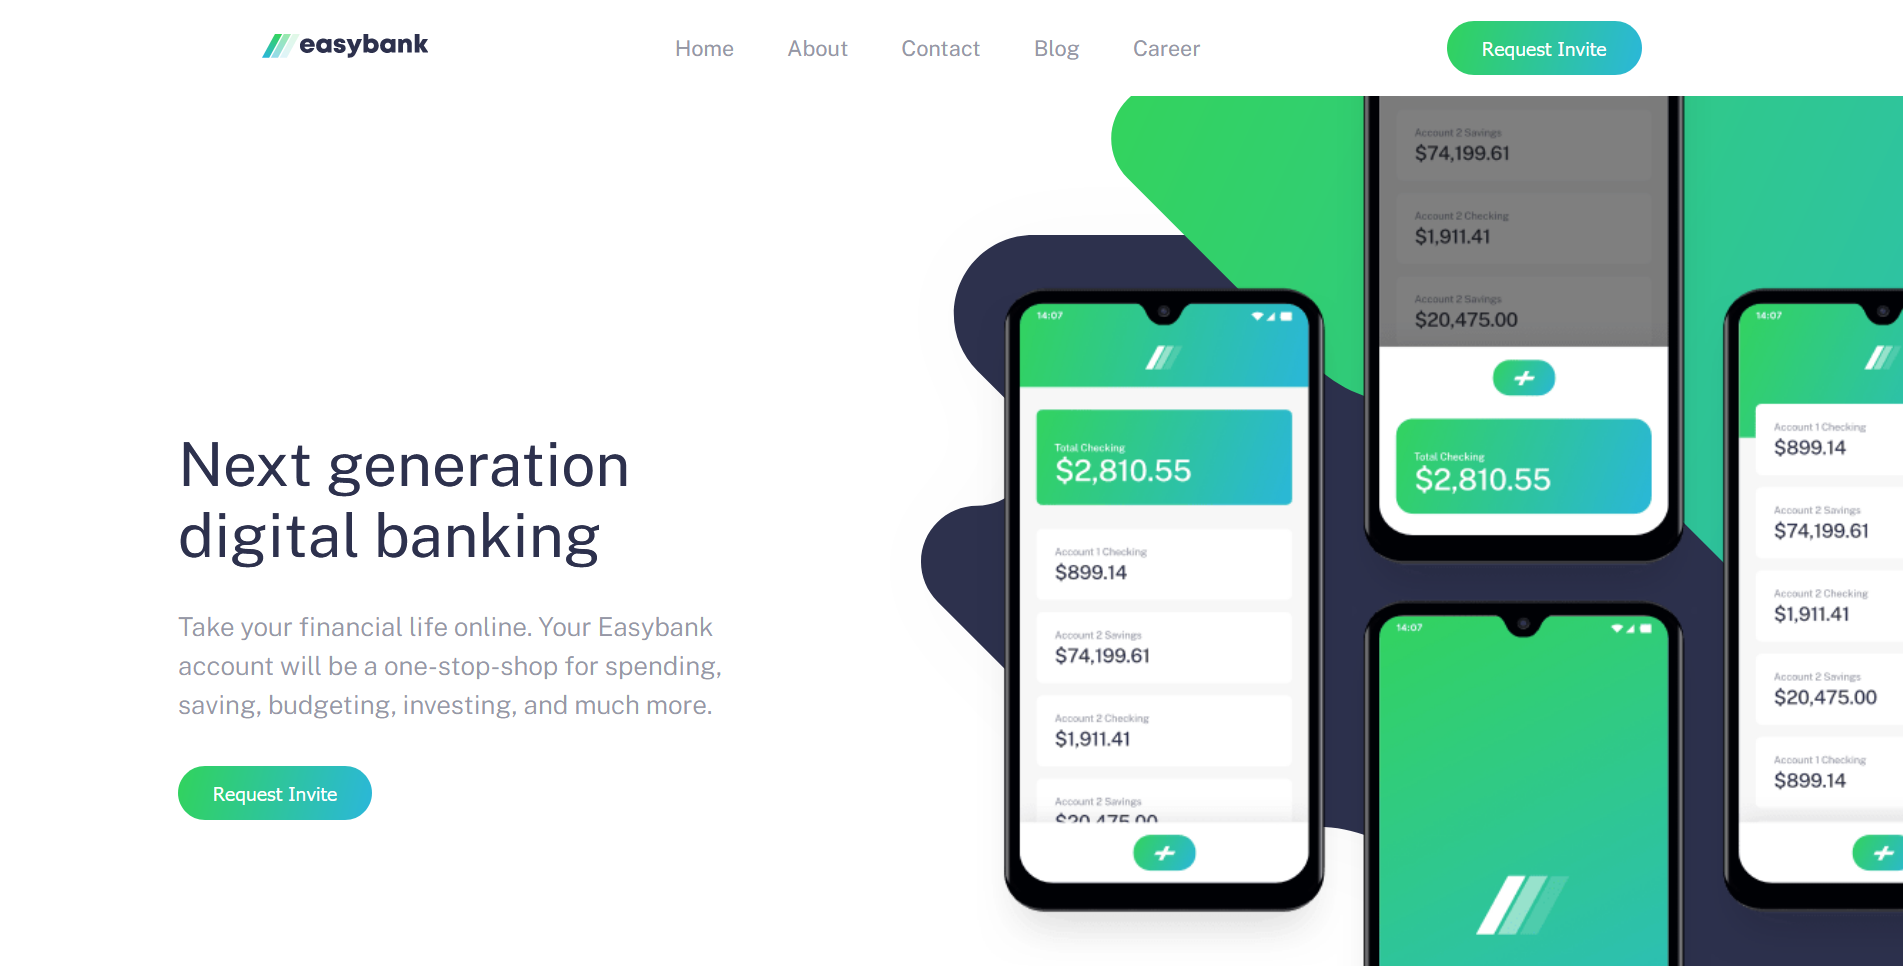 easybank
Home
About
Contact
Blog
Career
Request Invite
Next generation
digital banking
Take your financial life online. Your Easybank
account will be a one-stop-shop for spending,
saving, budgeting, investing, and much more.
Request Invite
14:07
Total Checking
$2,810.55
Account 1 Checking
$899.14
Account 2 Savings
$74,199.61
Account 2 Checking
$1,911.41
Account 2 Savings
$20,475.00
Account 2 Savings
$74,199.61
Account 2 Checking
$1,911.41
Account 2 Savings
$20,475.00
Total Checking
$2,810.55
14:07
14:07
Account 1 Checking
$899.14
Account 2 Savings
$74,199.61
Account 2 Checking
$1,911.41
Account 2 Savings
$20,475.00
Account 1 Checking
$899.14